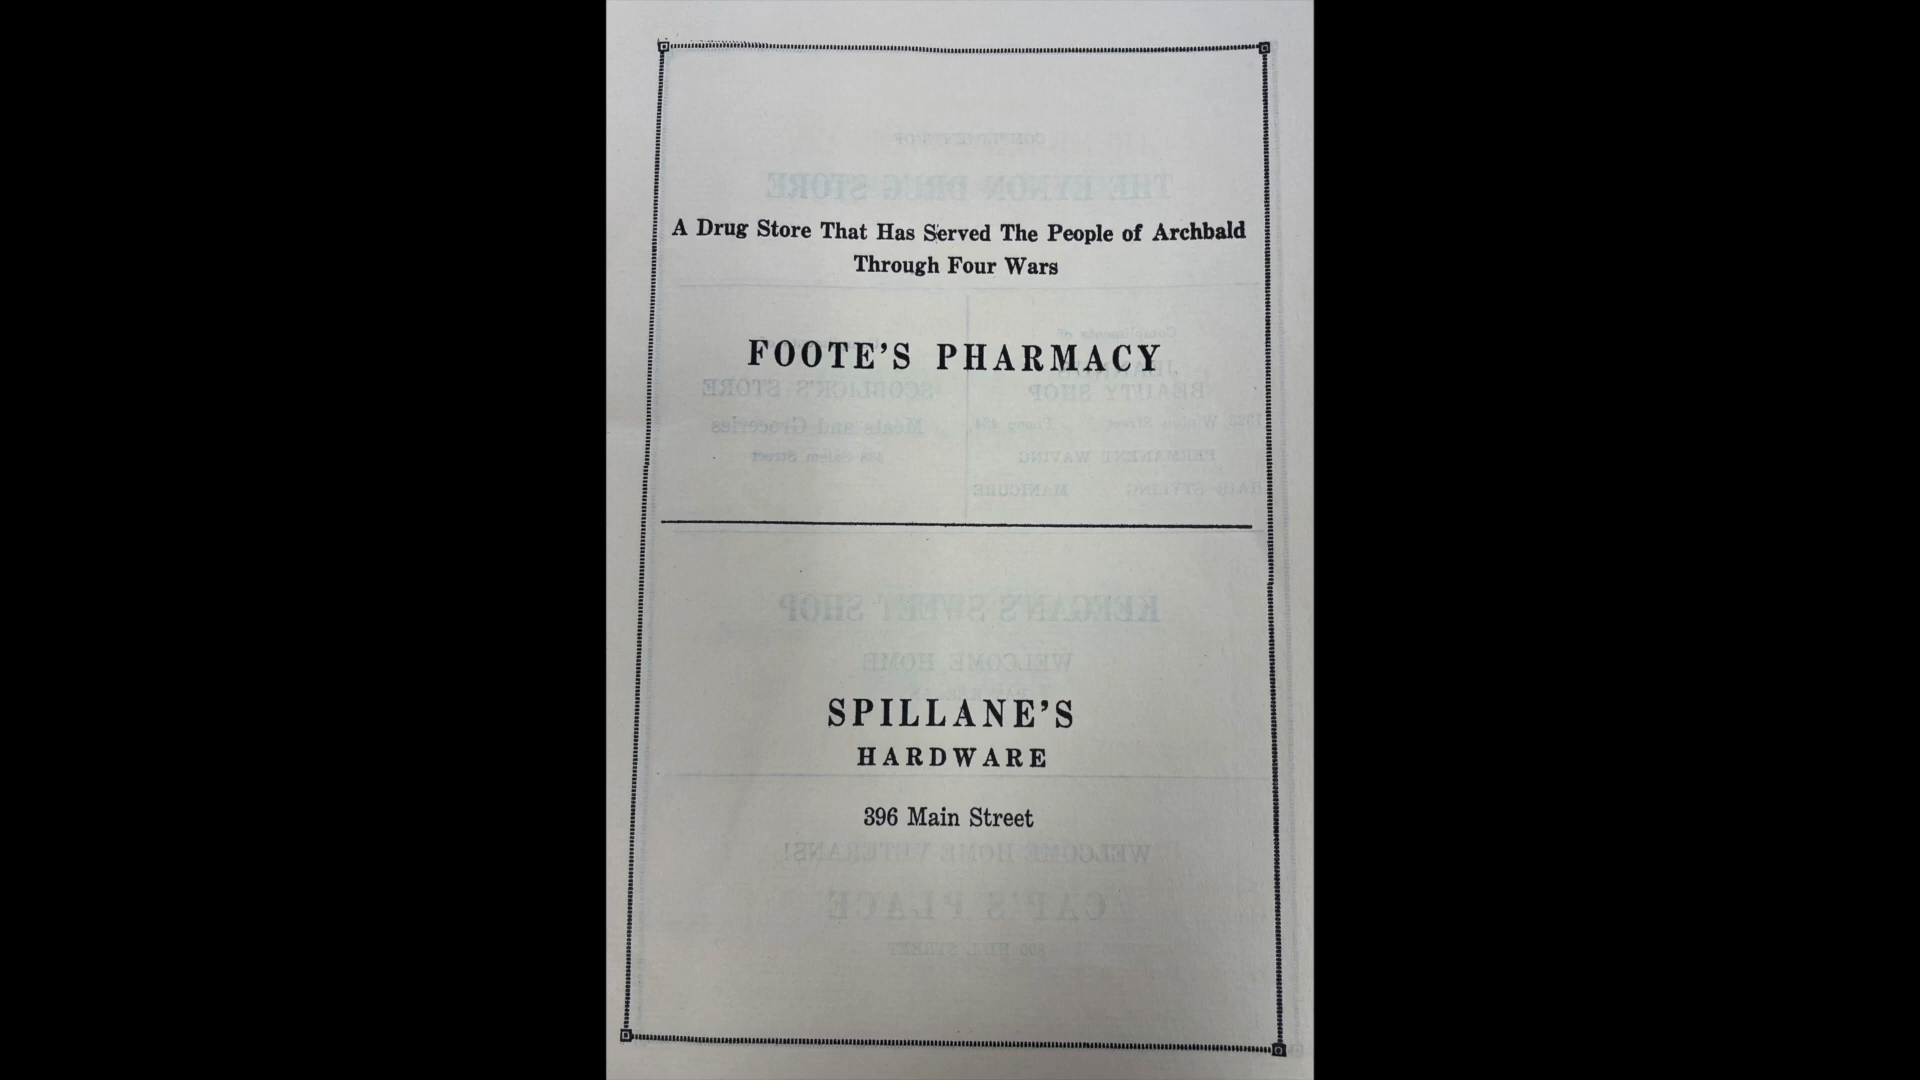 A Drug Store That Has Served The People of Archbald
Through Four Wars
FOOTE'S PHARMACY
SPILLANE'S
HARDWARE
396 Main Street